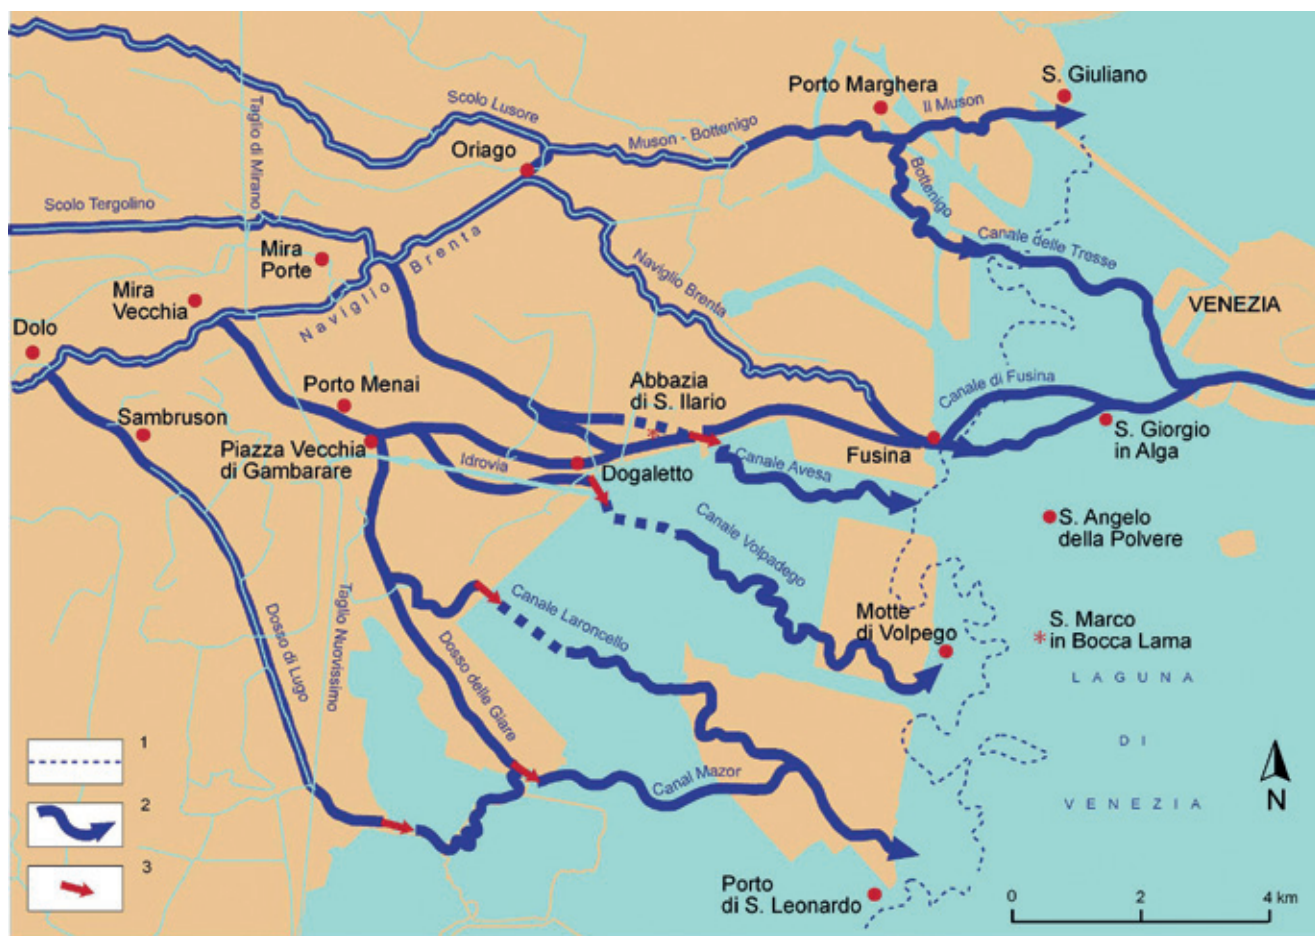 S. Giuliano
Porto Marghera
Il Muson
Scolo Lusore
Taglio di Mirano
Muson - Bottenigo
Oriago
Bottenigo
Scolo Tergolino
Canale delle Tresse
Mira
Porte
Naviglio Brenta
Naviglio Brenta
Mira
Vecchia
VENEZIA
Dolo
Canale di Fusina
Porto Menai
Abbazia
di S. Ilario
Sambruson
Piazza Vecchia
di Gambarare
Idrovia
Dogaletto
Canale Avesa
Fusina
S. Giorgio
in Alga
Canale Volpadego
S. Angelo
della Polvere
Taglio Nuovissimo
Canale Laroncello
Motte
di Volpego
S. Marco
* in Bocca Lama
Dosso di Lugo
Dosso delle Giare
LAGUNA
DI
VENEZIA
Canal Mazor
1
2
3
N
Porto
di S. Leonardo
0 2 4 km